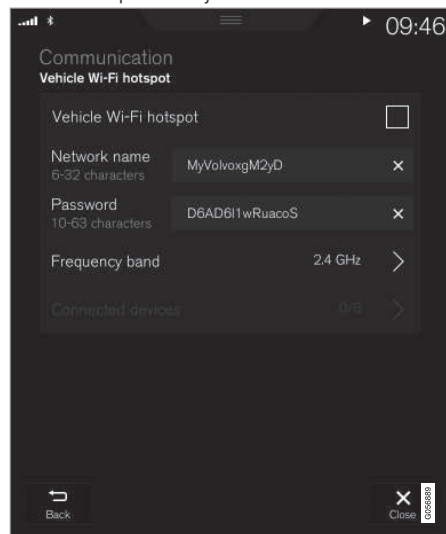 09:46
Communication
Vehicle Wi-Fi hotspot
Vehicle Wi-Fi hotspot
Network name
6-32 characters
MyVolvoxgM2yD
Password
10-63 characters
D6AD6I1wRuacoS
Frequency band 2.4 GHz
Connected devices 0/8
Back
Close
G056889